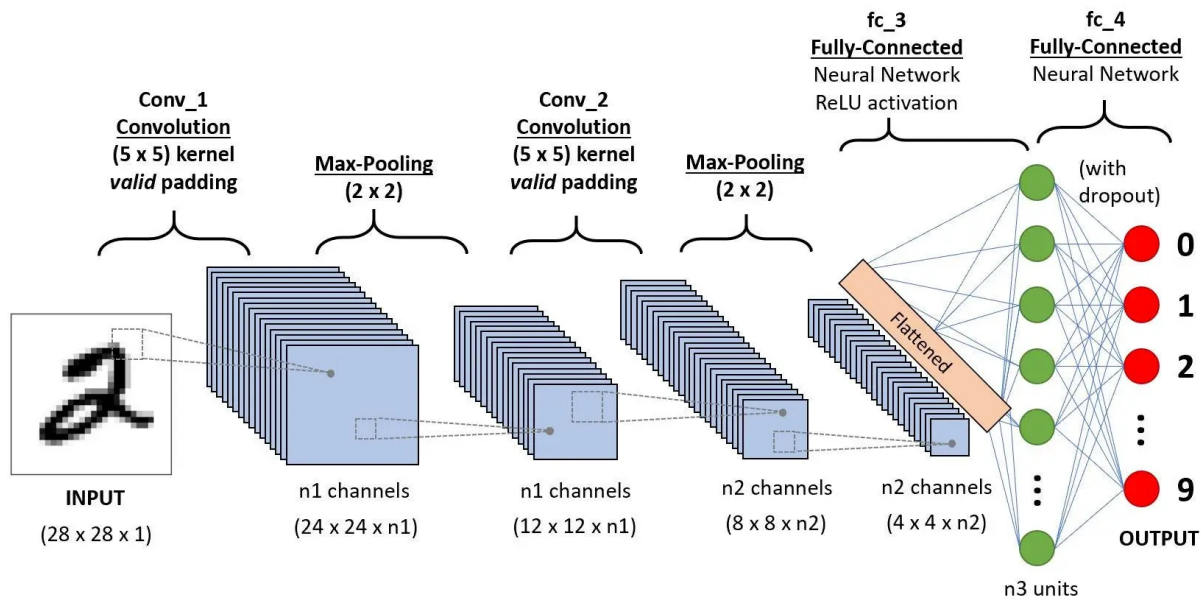 Conv_1
Convolution
(5 x 5) kernel
valid padding
Max-Pooling
(2 x 2)
Conv_2
Convolution
(5 x 5) kernel
valid padding
Max-Pooling
(2 x 2)
fc_3
Fully-Connected
Neural Network
ReLU activation
fc_4
Fully-Connected
Neural Network
(with
dropout)
2
INPUT
(28 x 28 x 1)
n1 channels
(24 x 24 x n1)
n1 channels
(12 x 12 x n1)
n2 channels
(8 x 8 x n2)
n2 channels
(4 x 4 x n2)
Flattened
n3 units
0
1
2
9
OUTPUT